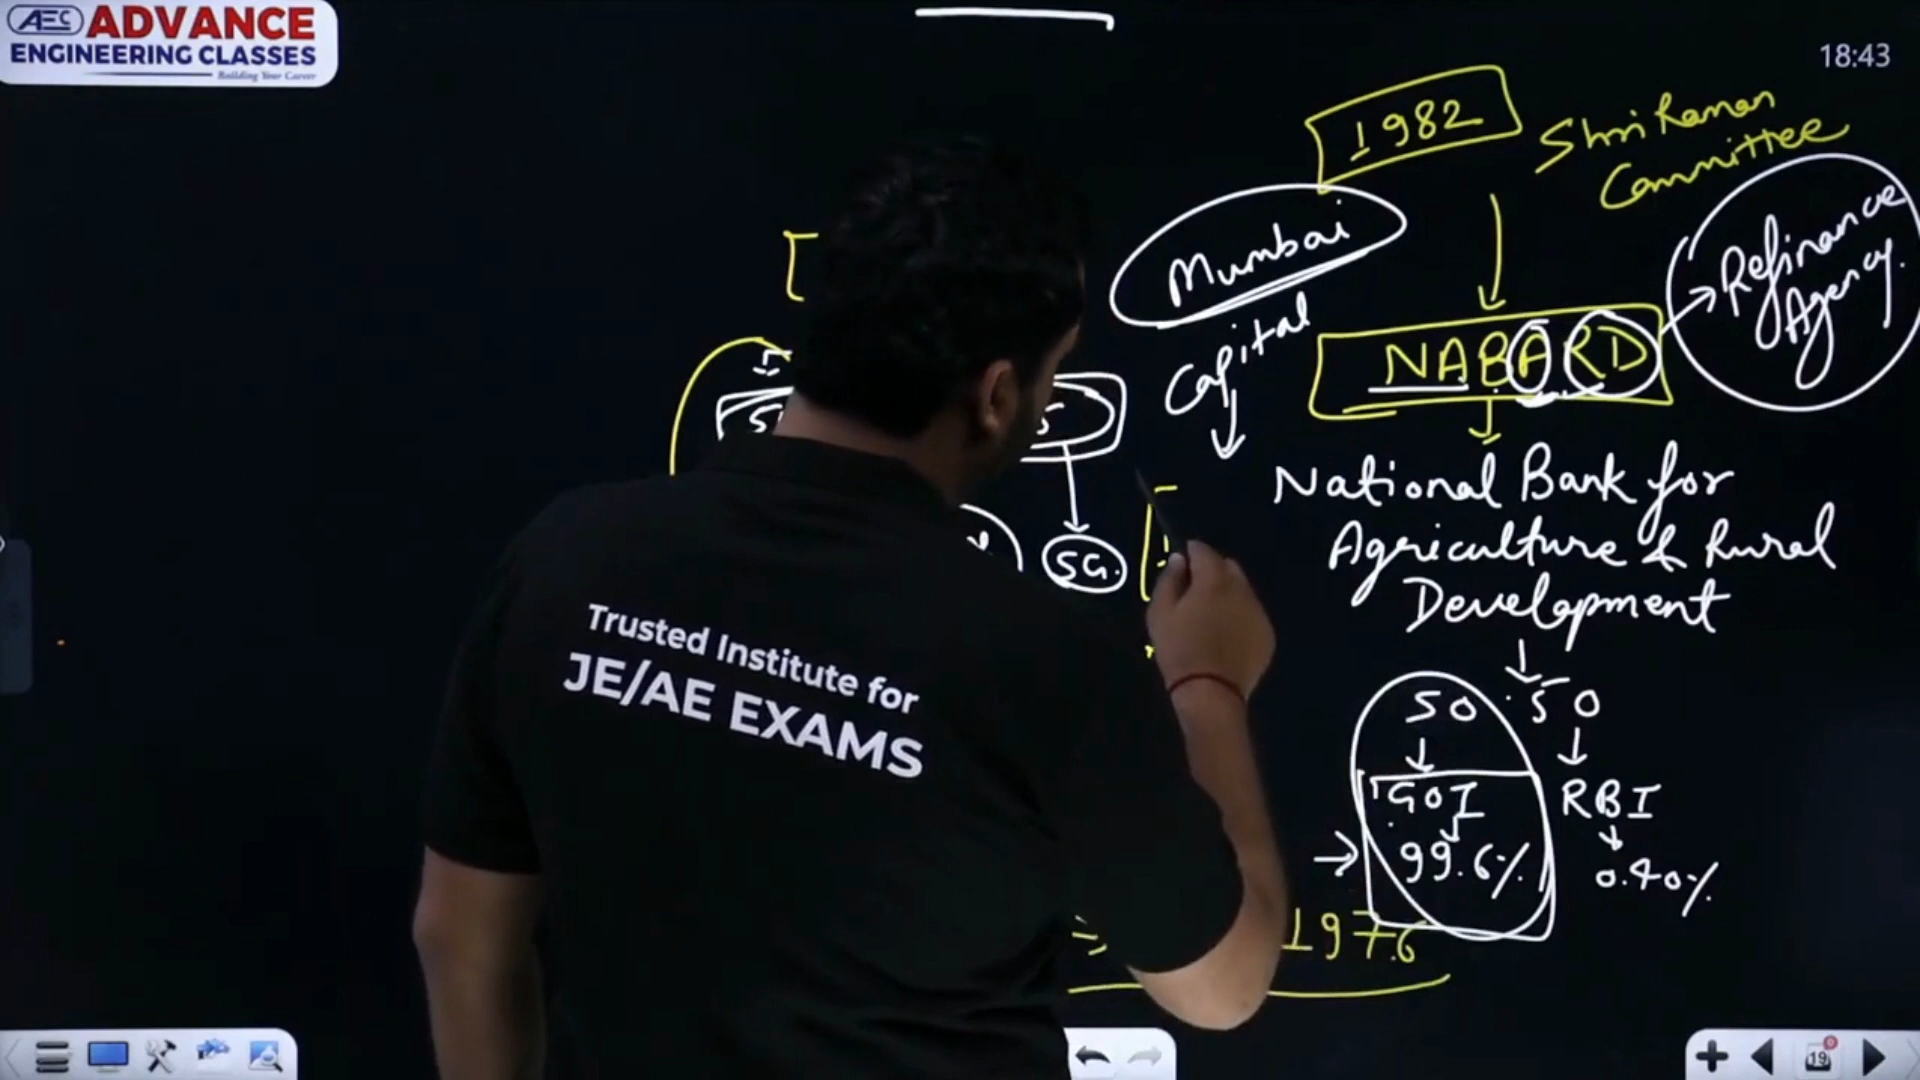 AEC ADVANCE
ENGINEERING CLASSES
Building Your Career
18:43
1982
Shri Raman
Committee
Mumbai
Capital
Refinance
Agency.
NABARD
National Bank for
Agriculture & Rural
Development
50 50
GOI RBI
99.6% 0.40%
SG.
1976
Trusted Institute for
JE/AE EXAMS
19